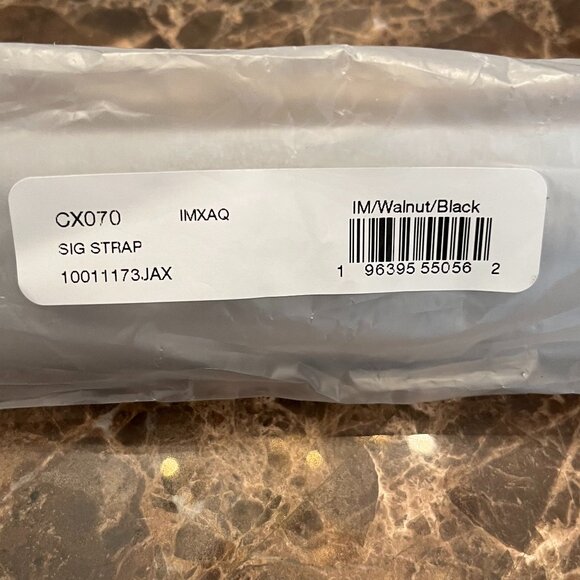 CX070 IMXAQ IM/Walnut/Black
SIG STRAP
10011173JAX
1 96395 55056 2